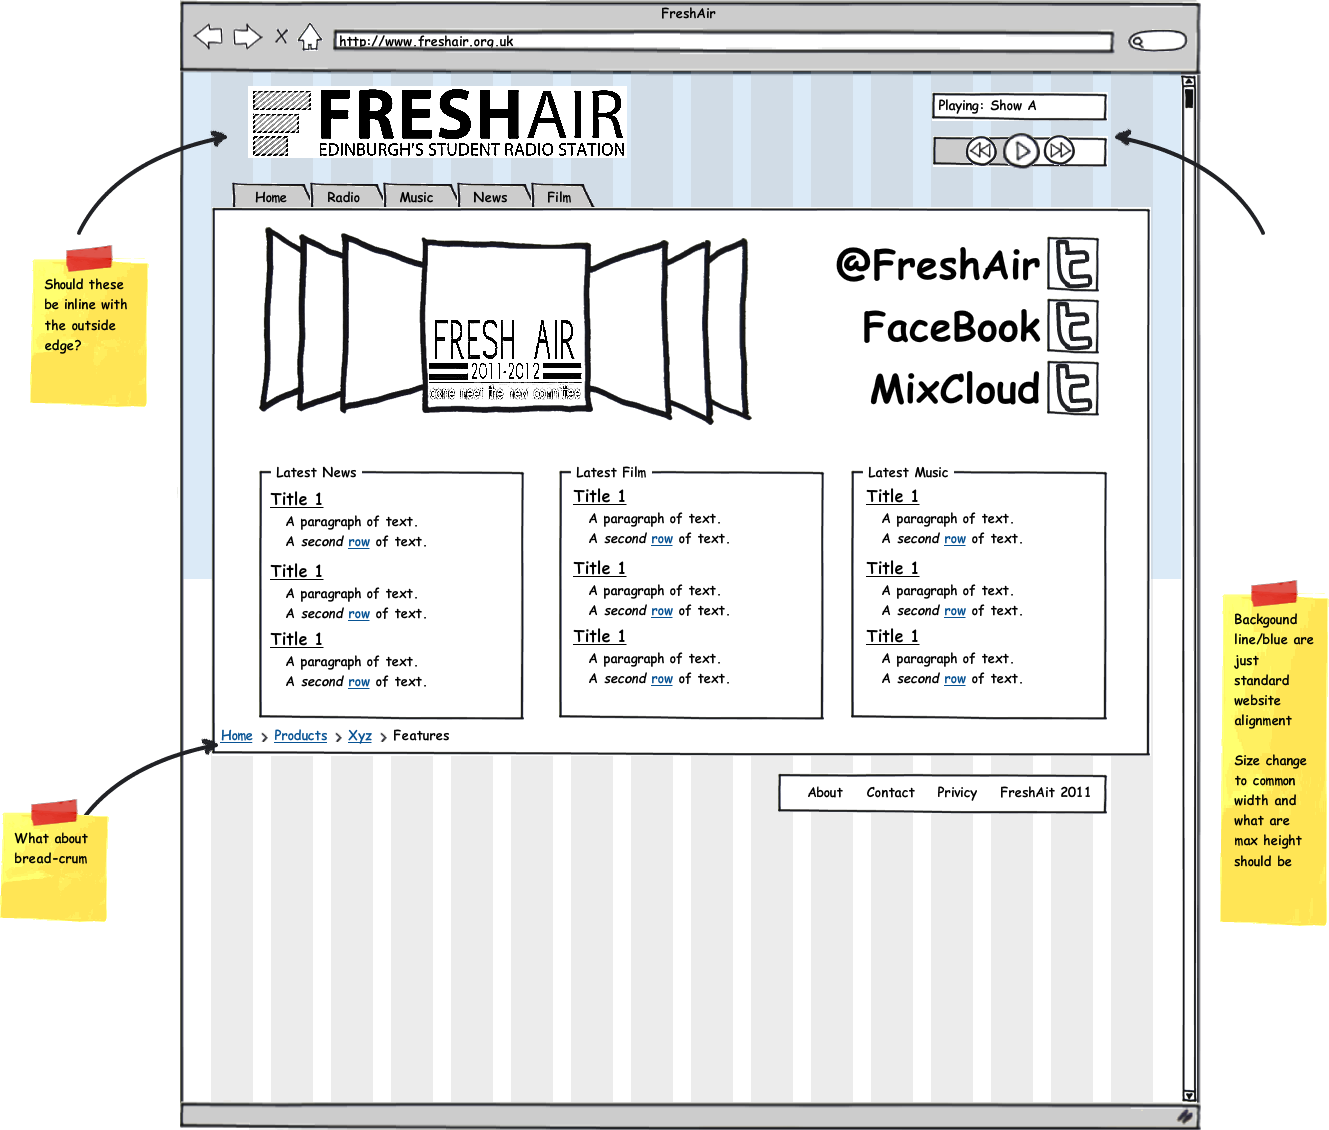 FreshAir
http://www.freshair.org.uk
FRESHAIR
EDINBURGH'S STUDENT RADIO STATION
Playing: Show A
Home Radio Music News Film
Should these
be inline with
the outside
edge?
FRESH AIR
2011-2012
come meet the new committee
@FreshAir
FaceBook
MixCloud
Latest News
Title 1
A paragraph of text.
A second row of text.
Title 1
A paragraph of text.
A second row of text.
Title 1
A paragraph of text.
A second row of text.
Latest Film
Title 1
A paragraph of text.
A second row of text.
Title 1
A paragraph of text.
A second row of text.
Title 1
A paragraph of text.
A second row of text.
Latest Music
Title 1
A paragraph of text.
A second row of text.
Title 1
A paragraph of text.
A second row of text.
Title 1
A paragraph of text.
A second row of text.
Backgound
line/blue are
just
standard
website
alignment
Size change
to common
width and
what are
max height
should be
Home > Products > Xyz > Features
About Contact Privicy FreshAit 2011
What about
bread-crum